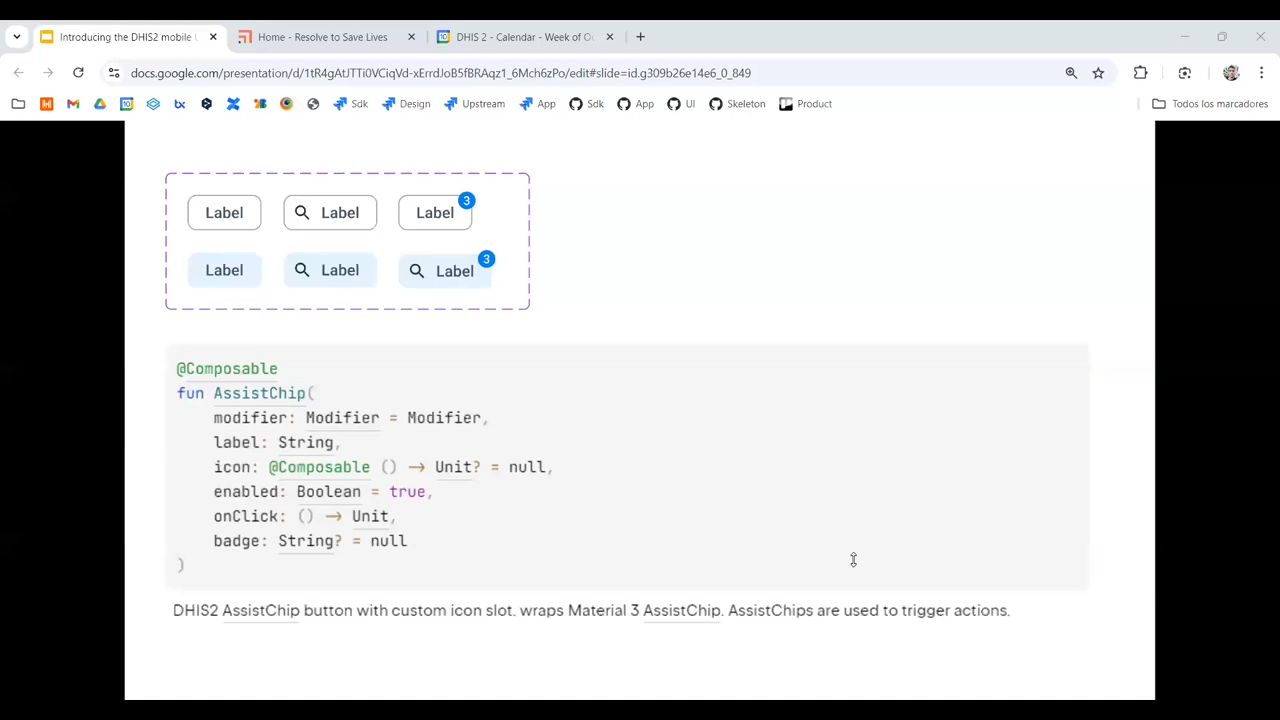 Introducing the DHIS2 mobile
Home - Resolve to Save Lives
DHIS 2 - Calendar - Week of O
docs.google.com/presentation/d/1tR4gAtJTTi0VCiqVd-xErrdJoB5fBRAqz1_6Mch6zPo/edit#slide=id.g309b26e14e6_0_849
Sdk Design Upstream App Sdk App UI Skeleton Product Todos los marcadores
Label Label Label 3
Label Label Label 3
@Composable
fun AssistChip(
modifier: Modifier = Modifier,
label: String,
icon: @Composable () → Unit? = null,
enabled: Boolean = true,
onClick: () → Unit,
badge: String? = null
)
DHIS2 AssistChip button with custom icon slot. wraps Material 3 AssistChip. AssistChips are used to trigger actions.